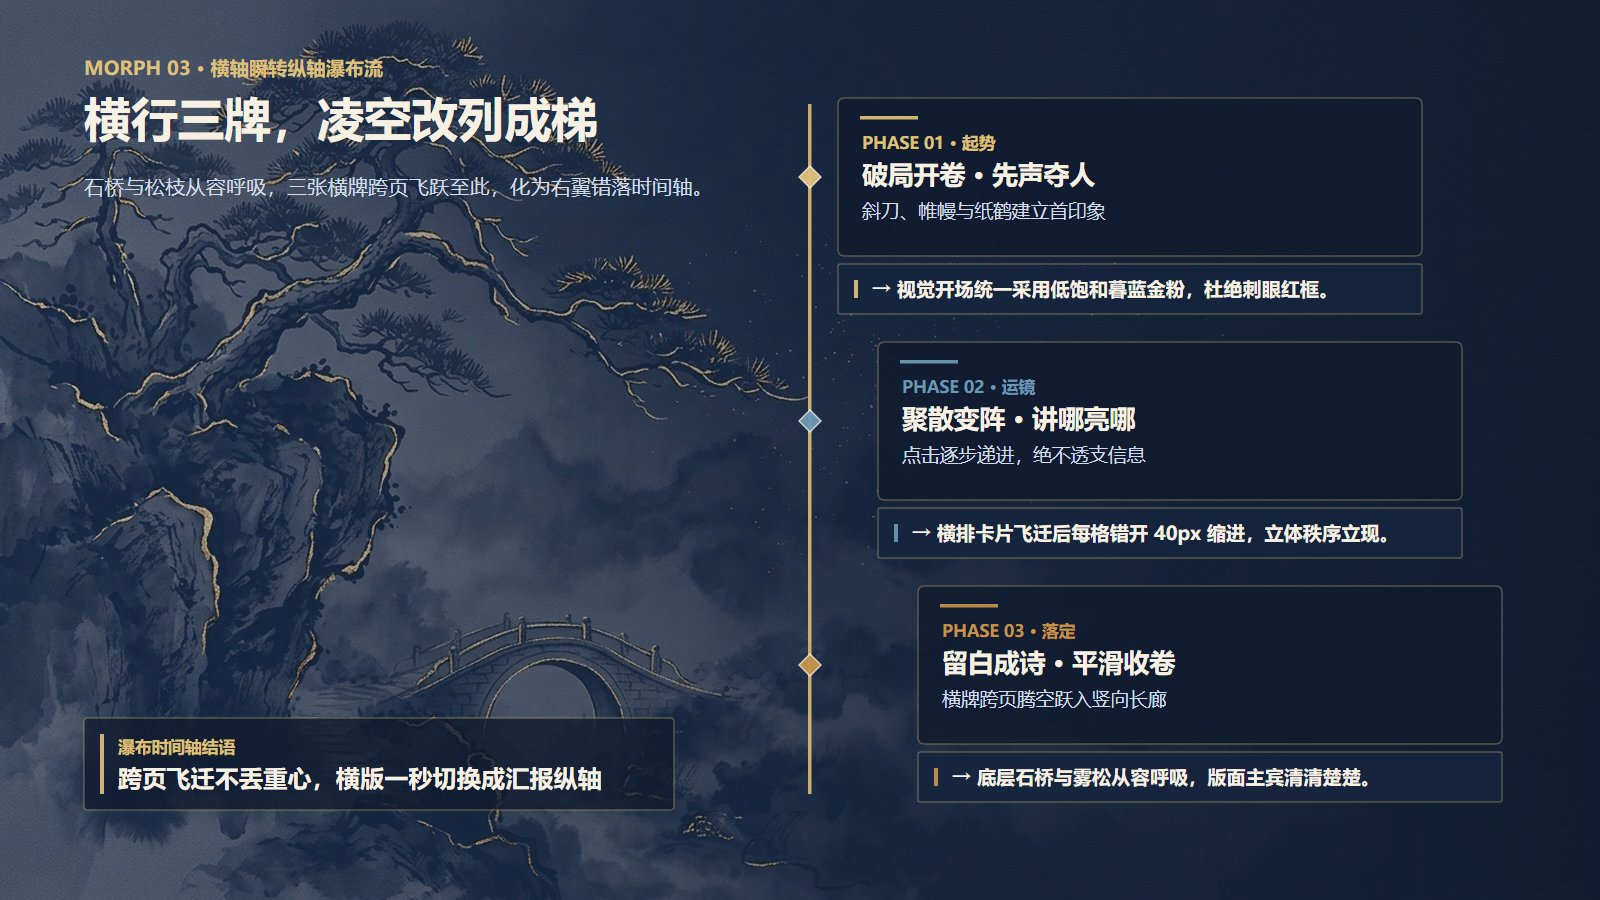 MORPH 03 • 横轴瞬转纵轴瀑布流
横行三牌，凌空改列成梯
石桥与松枝从容呼吸，三张横牌跨页飞跃至此，化为右翼错落时间轴。
PHASE 01 • 起势
破局开卷 • 先声夺人
斜刀、帷幔与纸鹤建立首印象
→ 视觉开场统一采用低饱和暮蓝金粉，杜绝刺眼红框。
PHASE 02 • 运镜
聚散变阵 • 讲哪亮哪
点击逐步递进，绝不透支信息
→ 横排卡片飞迁后每格错开 40px 缩进，立体秩序立现。
PHASE 03 • 落定
留白成诗 • 平滑收卷
横牌跨页腾空跃入竖向长廊
→ 底层石桥与雾松从容呼吸，版面主宾清清楚楚。
瀑布时间轴结语
跨页飞迁不丢重心，横版一秒切换成汇报纵轴